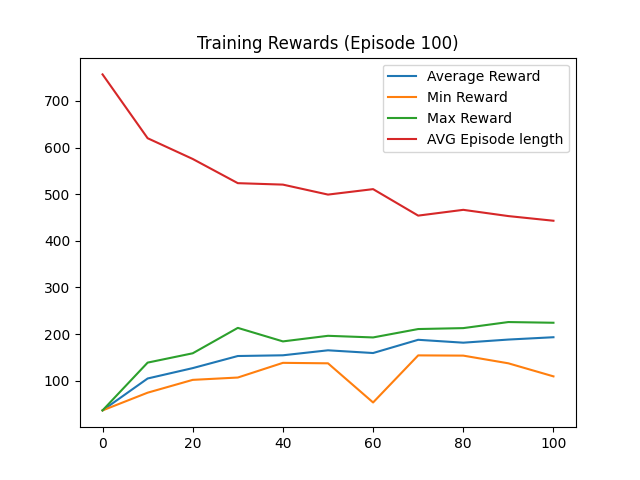 Training Rewards (Episode 100)
Average Reward
Min Reward
Max Reward
AVG Episode length
700
600
500
400
300
200
100
0 20 40 60 80 100